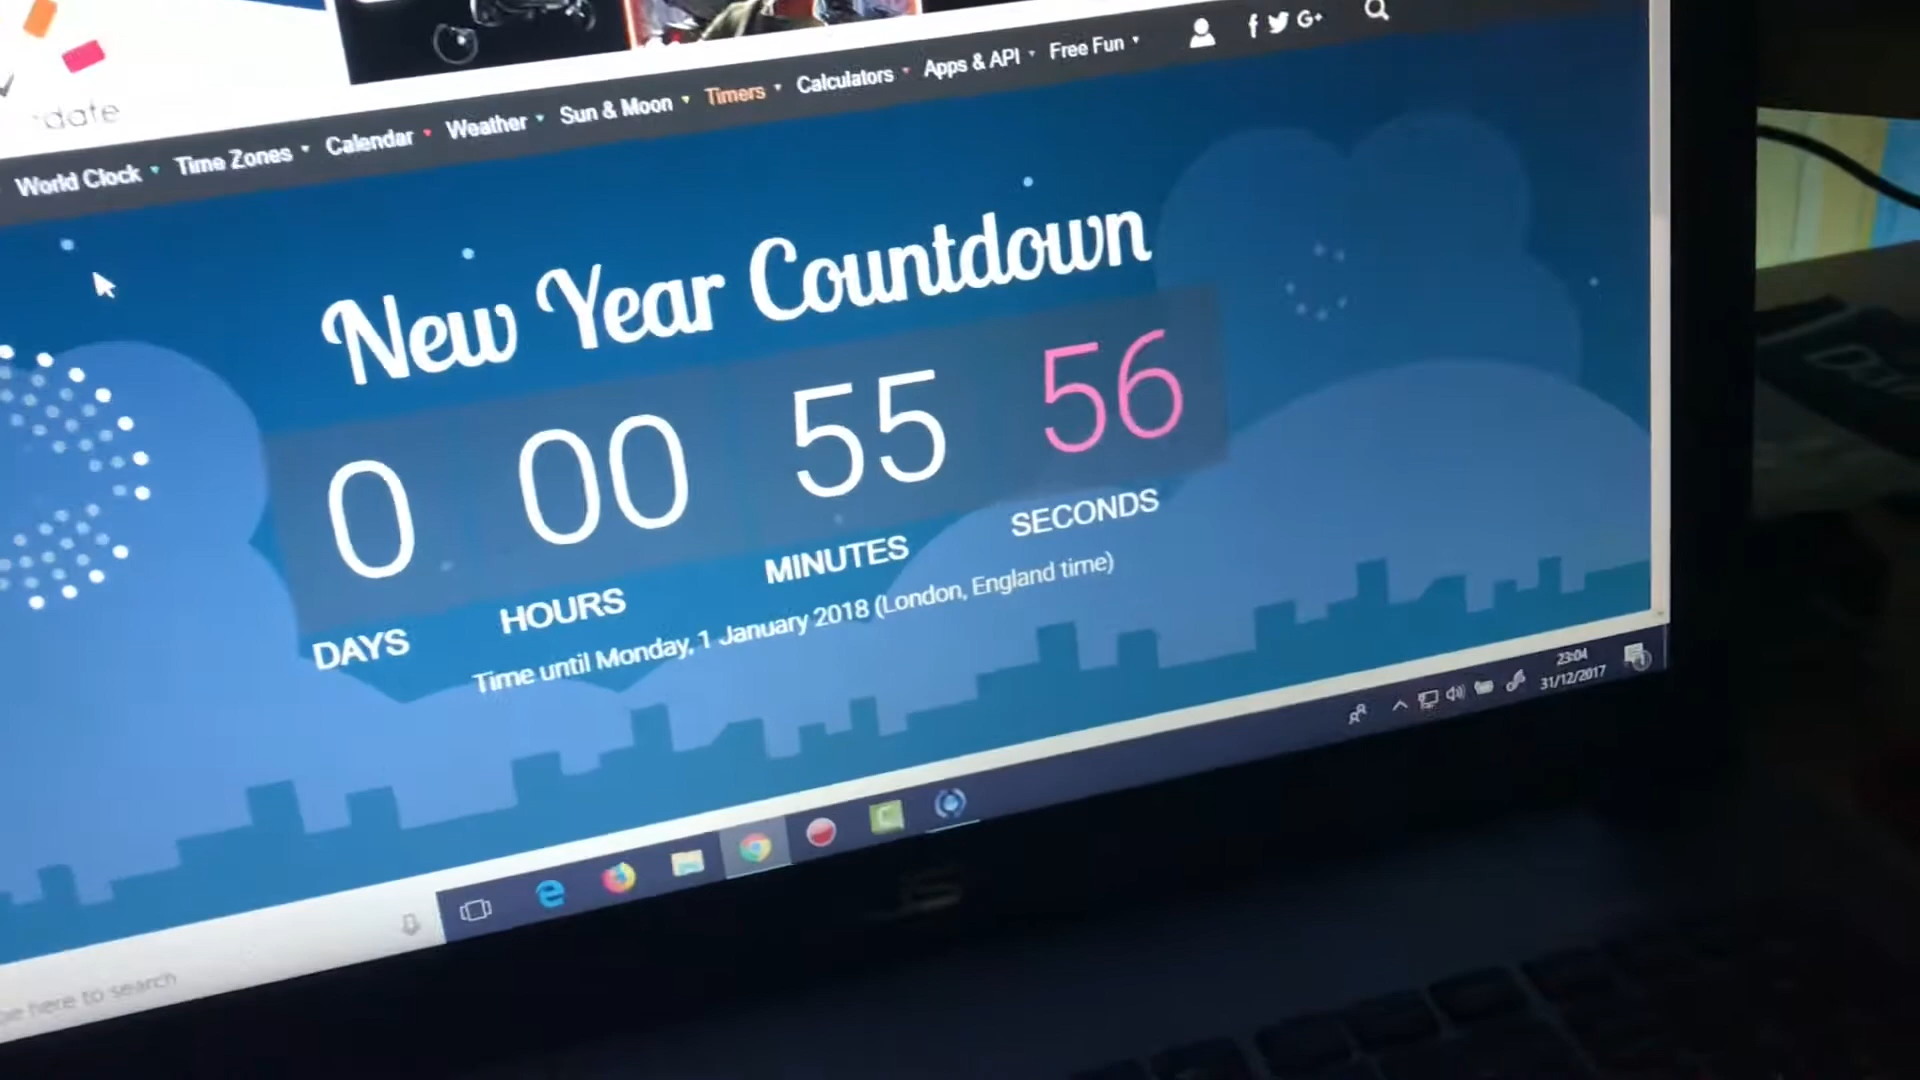 date
World Clock Time Zones Calendar Weather Sun & Moon Timers Calculators Apps & API Free Fun
New Year Countdown
0 00 55 56
DAYS HOURS MINUTES SECONDS
Time until Monday, 1 January 2018 (London, England time)
23:04
31/12/2017
here to search